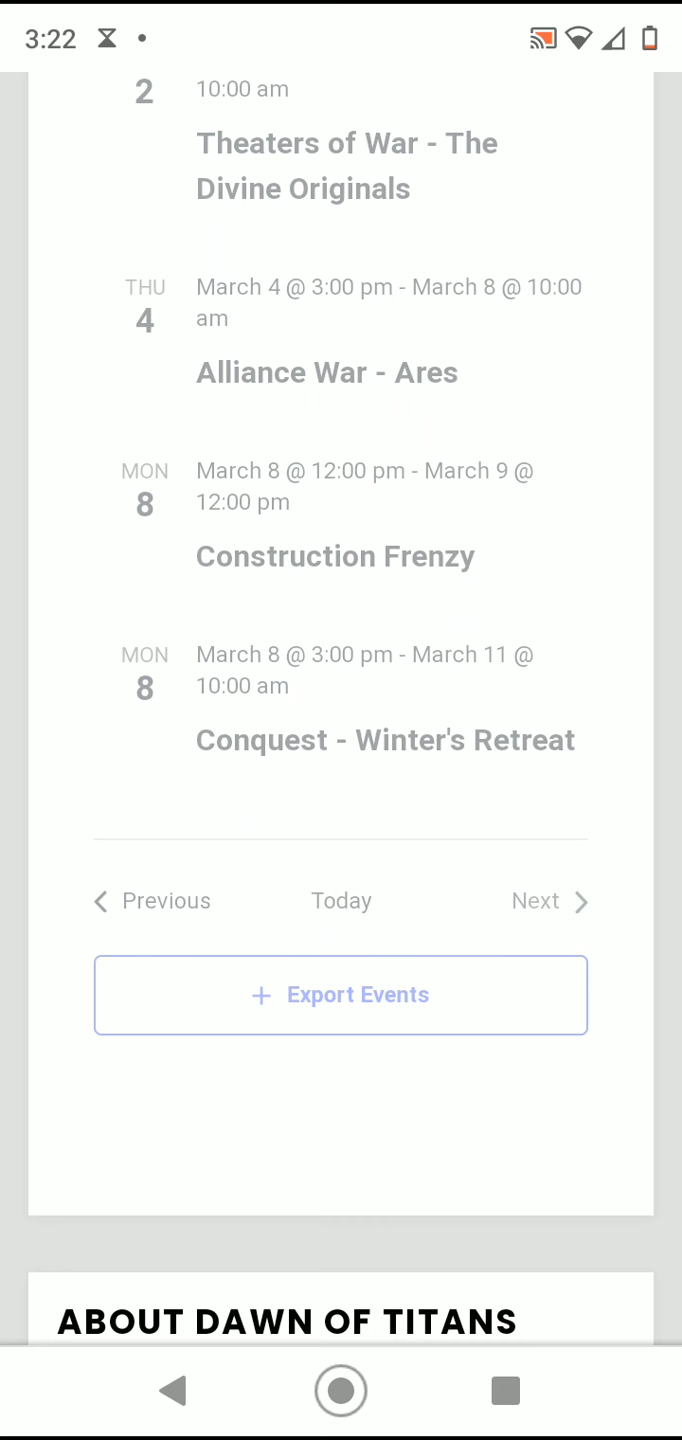 3:22
2
10:00 am
Theaters of War - The
Divine Originals
THU
4
March 4 @ 3:00 pm - March 8 @ 10:00
am
Alliance War - Ares
MON
8
March 8 @ 12:00 pm - March 9 @
12:00 pm
Construction Frenzy
MON
8
March 8 @ 3:00 pm - March 11 @
10:00 am
Conquest - Winter's Retreat
Previous
Today
Next
+ Export Events
ABOUT DAWN OF TITANS